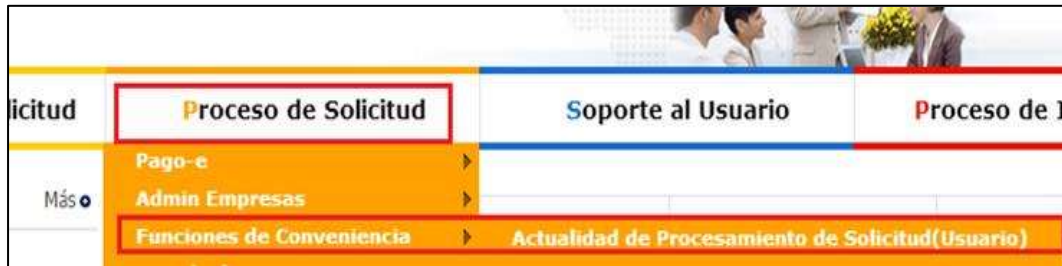 licitud
Proceso de Solicitud
Soporte al Usuario
Proceso de
Pago-e
Más
Admin Empresas
Funciones de Conveniencia
Actualidad de Procesamiento de Solicitud(Usuario)